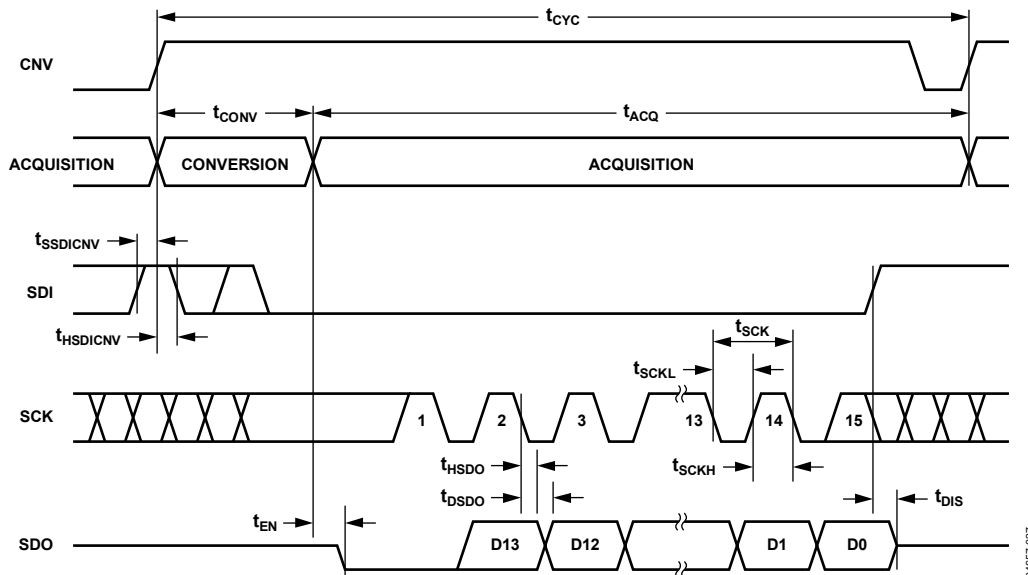 tCYC
CNV
tCONV
tACQ
ACQUISITION
CONVERSION
ACQUISITION
tSSDICNV
SDI
tHSDICNV
tSCK
tSCKL
SCK
1
2
3
13
14
15
tHSDO
tSCKH
tDSDO
tEN
tDIS
SDO
D13
D12
D1
D0